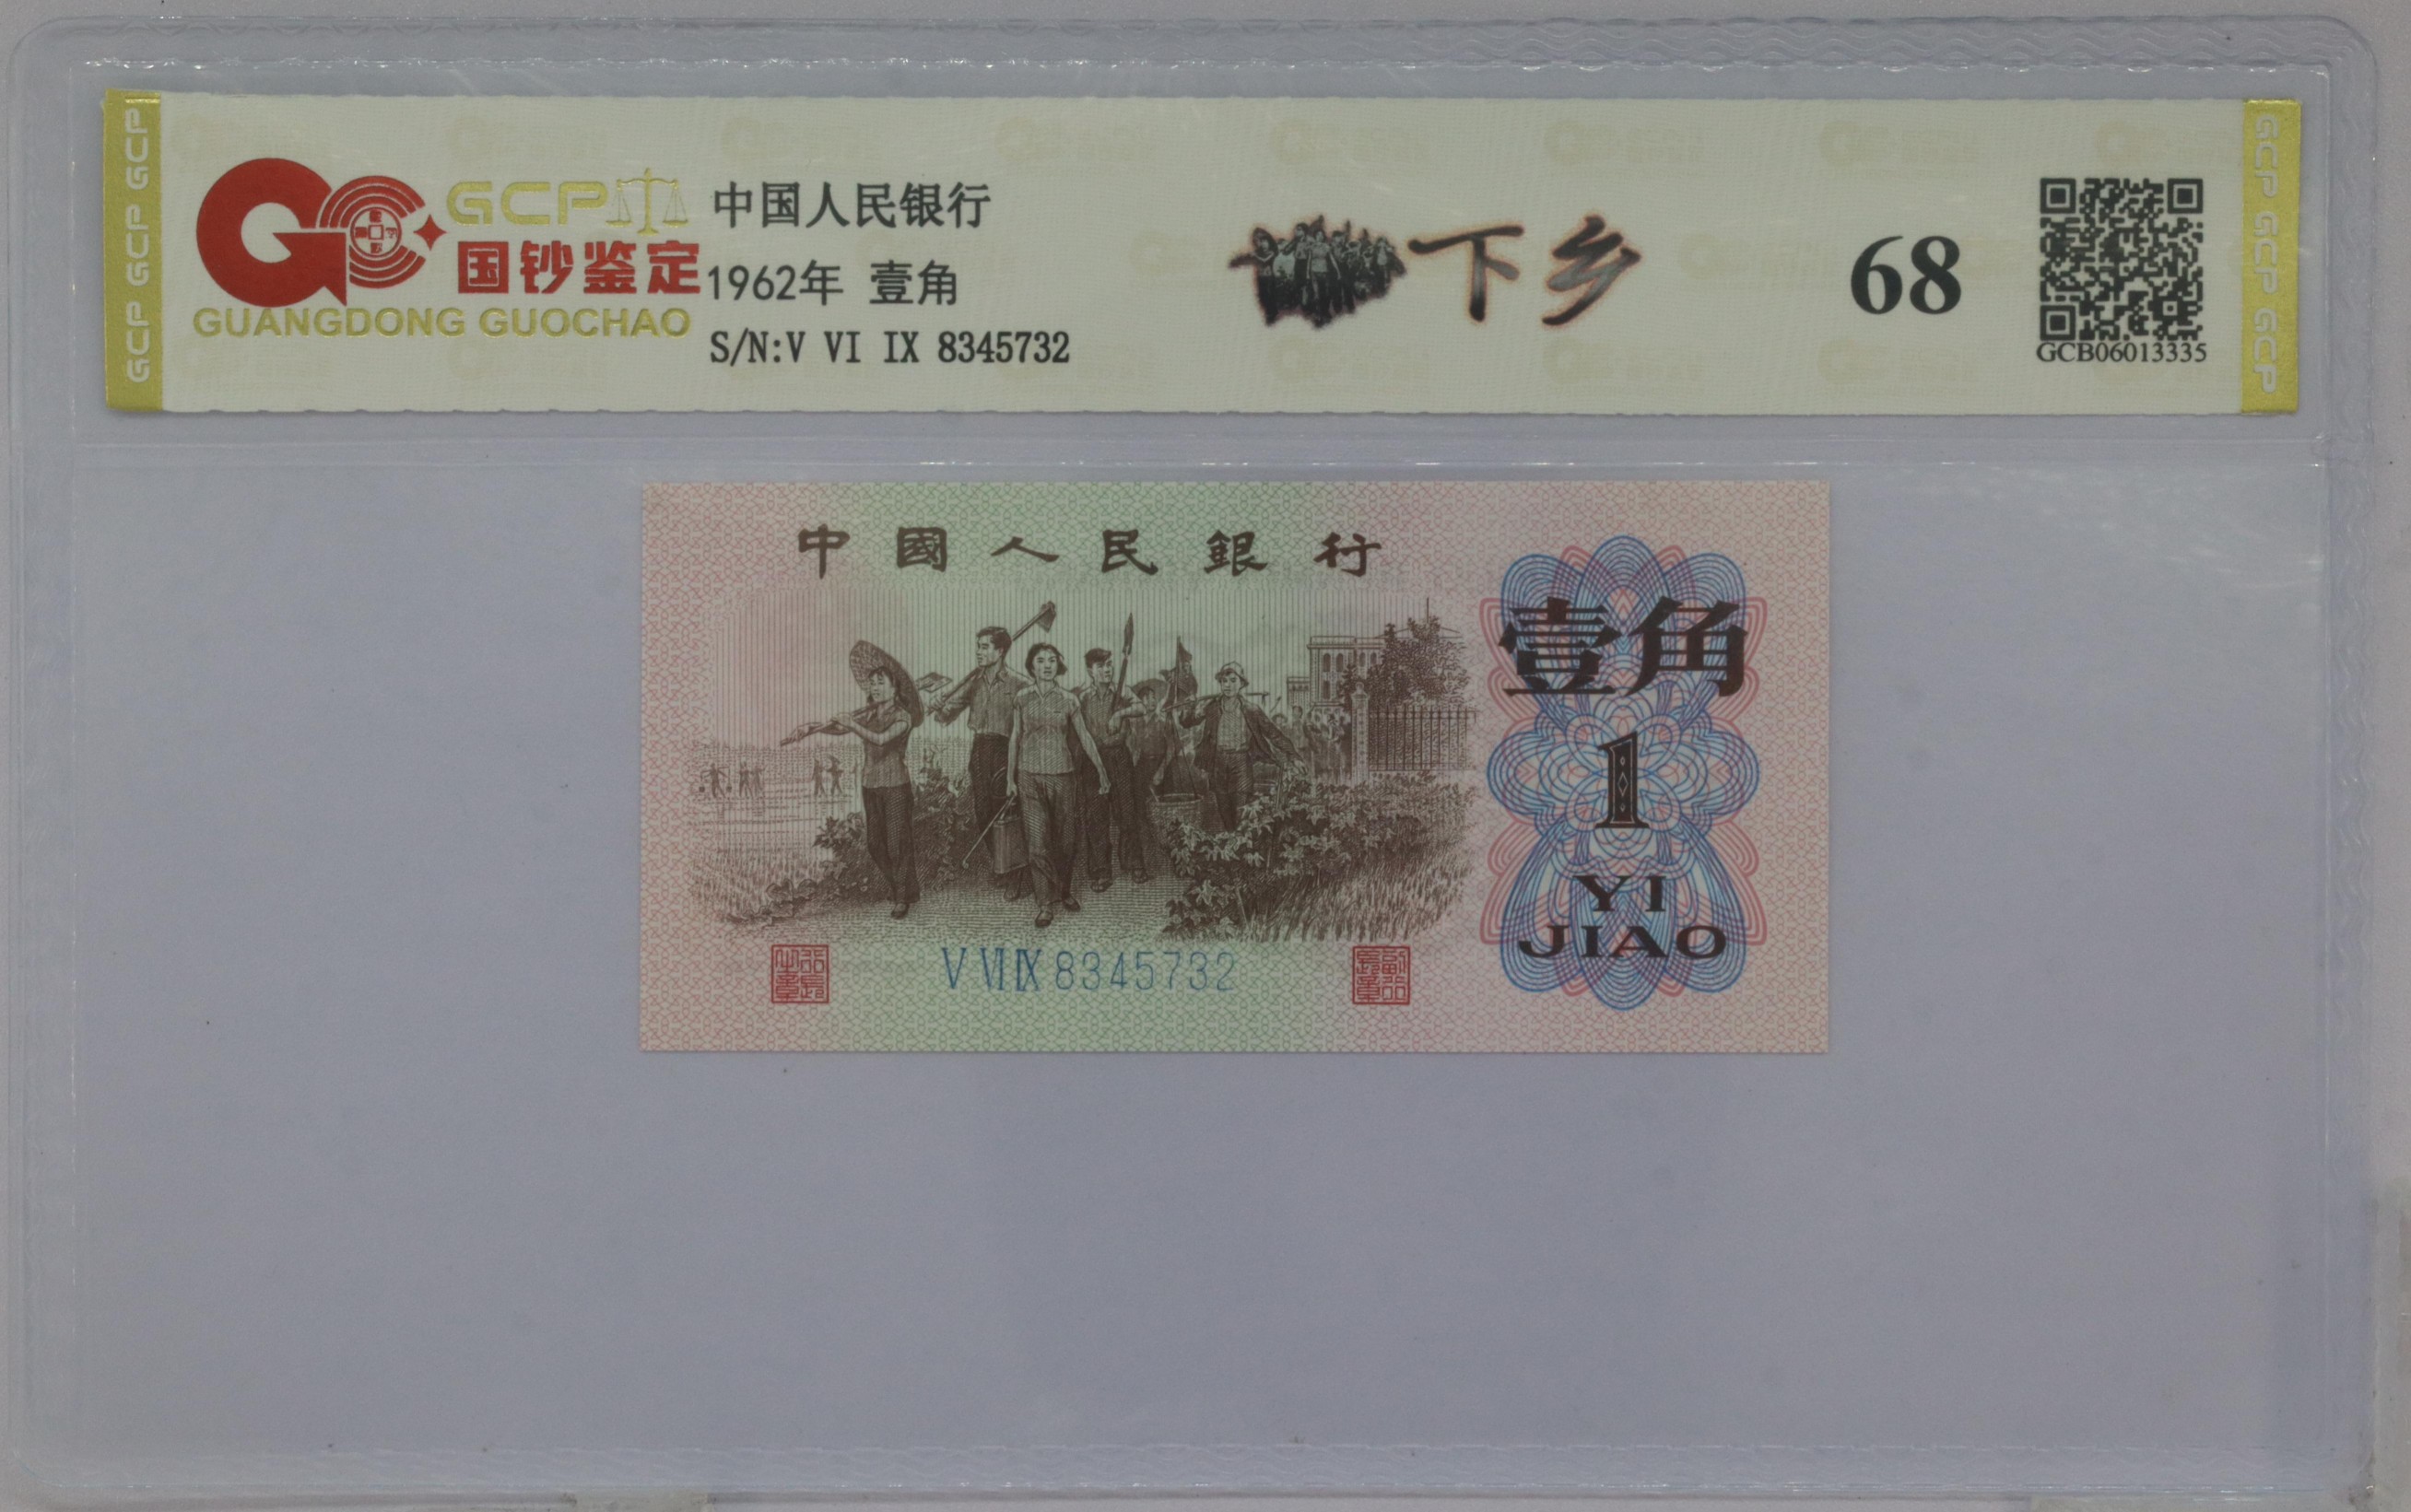 GCP GCP GCP
GCP
国钞鉴定
GUANGDONG GUOCHAO
中国人民银行
1962年 壹角
S/N:V VI IX 8345732
下乡
68
GCB06013335
GCP GCP GCP
中國人民銀行
壹角
1
YI
JIAO
V VI IX 8345732